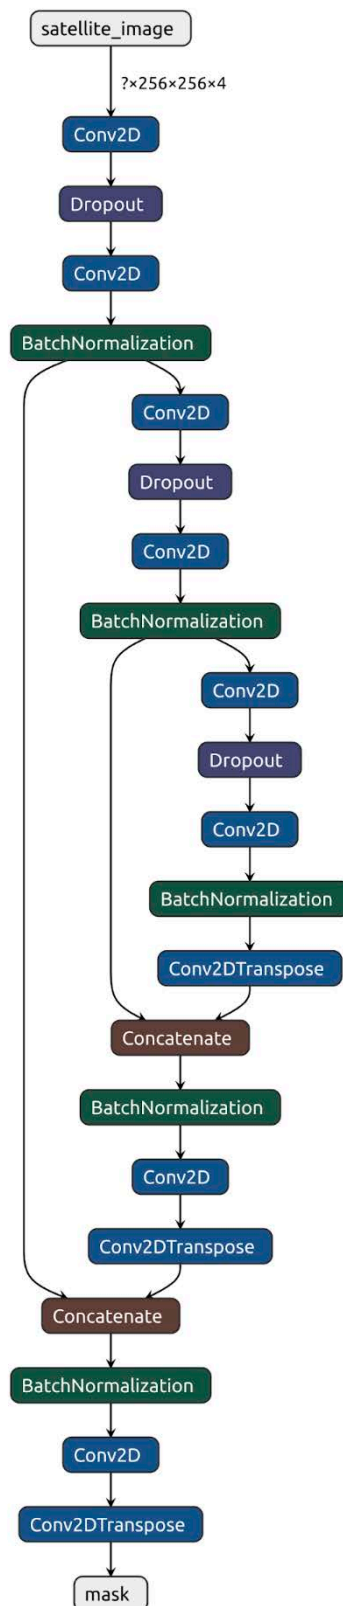 satellite_image
?×256×256×4
Conv2D
Dropout
Conv2D
BatchNormalization
Conv2D
Dropout
Conv2D
BatchNormalization
Conv2D
Dropout
Conv2D
BatchNormalization
Conv2DTranspose
Concatenate
BatchNormalization
Conv2D
Conv2DTranspose
Concatenate
BatchNormalization
Conv2D
Conv2DTranspose
mask